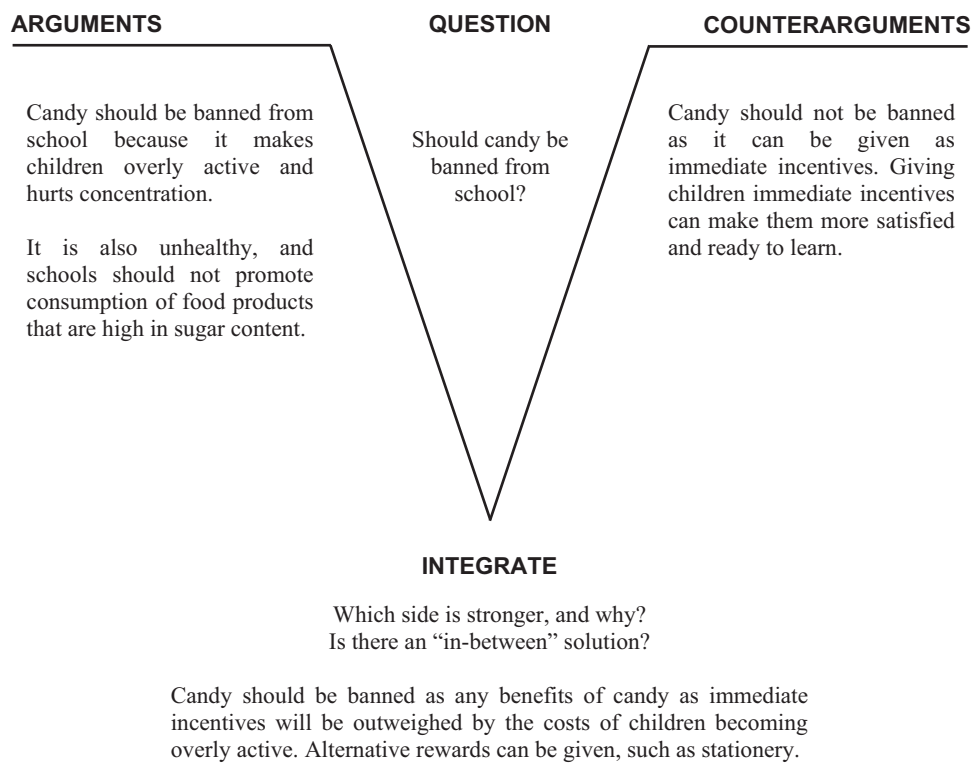 ARGUMENTS
QUESTION
COUNTERARGUMENTS
Candy should be banned from
school because it makes
children overly active and
hurts concentration.
It is also unhealthy, and
schools should not promote
consumption of food products
that are high in sugar content.
Should candy be
banned from
school?
Candy should not be banned
as it can be given as
immediate incentives. Giving
children immediate incentives
can make them more satisfied
and ready to learn.
INTEGRATE
Which side is stronger, and why?
Is there an “in-between” solution?
Candy should be banned as any benefits of candy as immediate
incentives will be outweighed by the costs of children becoming
overly active. Alternative rewards can be given, such as stationery.